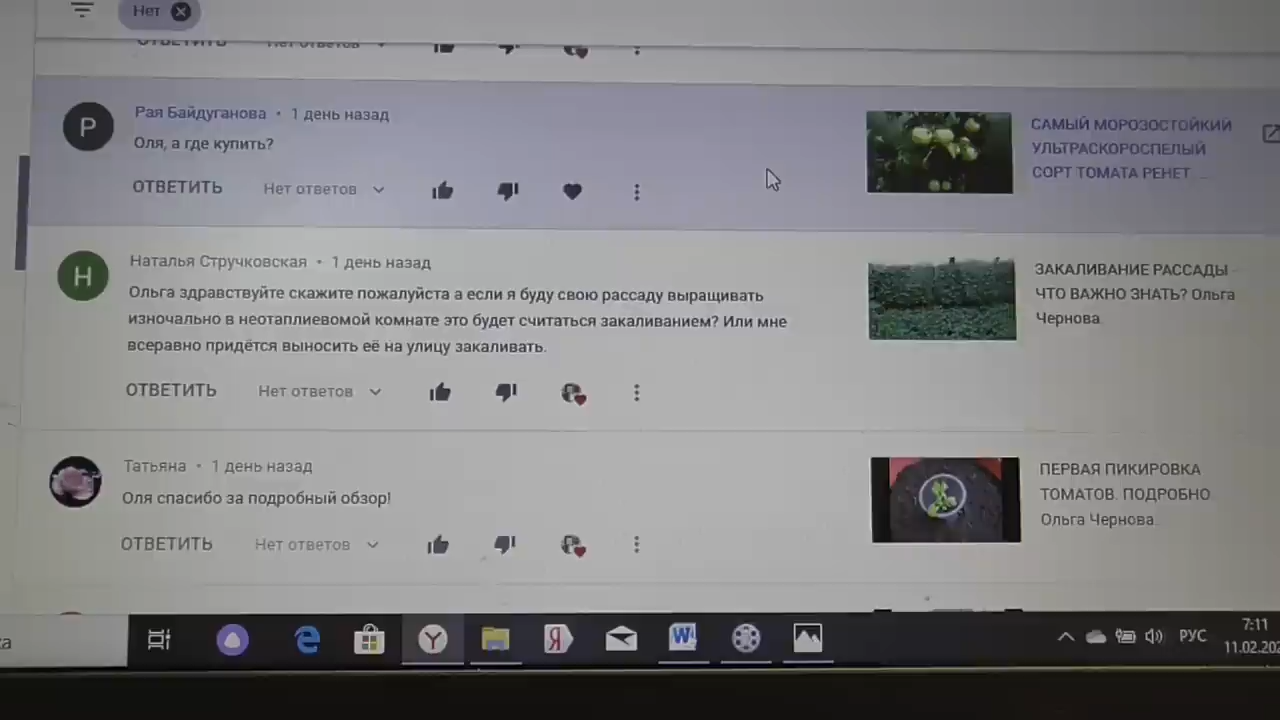 Нет
ОТВЕТИТЬ Нет ответов
Р
Рая Байдуганова • 1 день назад
Оля, а где купить?
ОТВЕТИТЬ Нет ответов
САМЫЙ МОРОЗОСТОЙКИЙ
УЛЬТРАСКОРОСПЕЛЫЙ
СОРТ ТОМАТА РЕНЕТ. ...
Н
Наталья Стручковская • 1 день назад
Ольга здравствуйте скажите пожалуйста а если я буду свою рассаду выращивать
изночально в неотаплиевомой комнате это будет считаться закаливанием? Или мне
всеравно придётся выносить её на улицу закаливать.
ОТВЕТИТЬ Нет ответов
ЗАКАЛИВАНИЕ РАССАДЫ -
ЧТО ВАЖНО ЗНАТЬ? Ольга
Чернова.
Татьяна • 1 день назад
Оля спасибо за подробный обзор!
ОТВЕТИТЬ Нет ответов
ПЕРВАЯ ПИКИРОВКА
ТОМАТОВ. ПОДРОБНО.
Ольга Чернова.
РУС
7:11
11.02.202